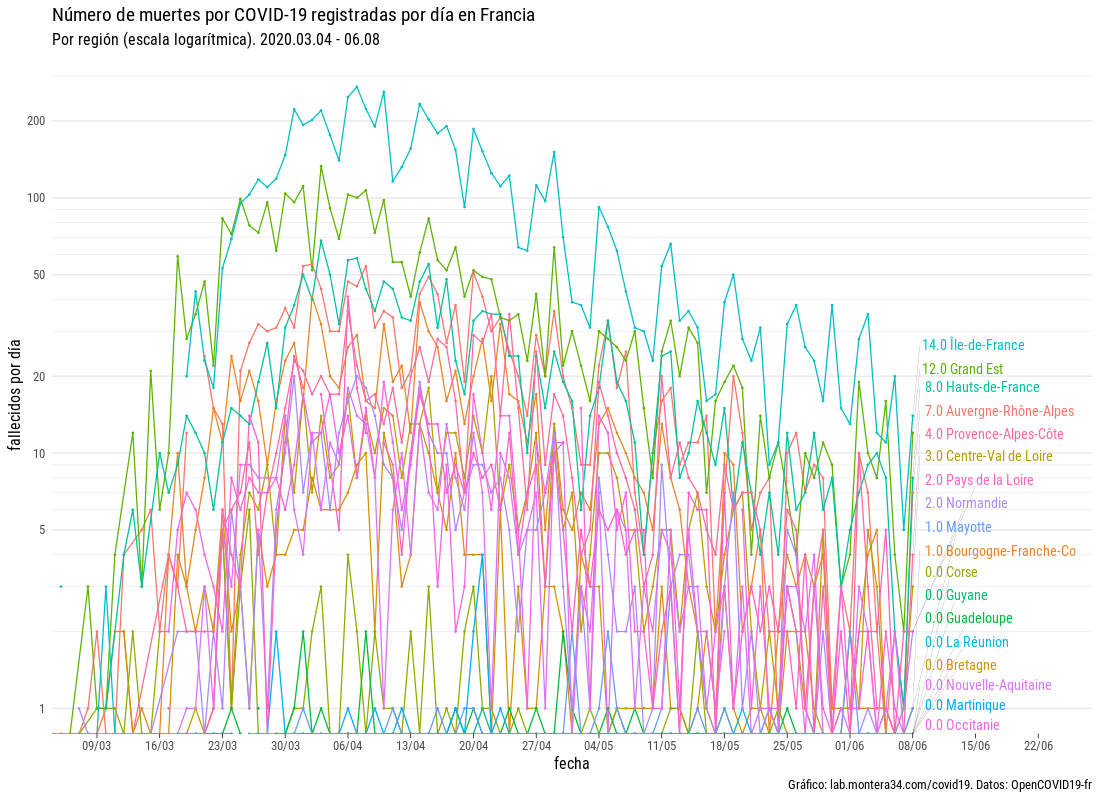 Número de muertes por COVID-19 registradas por día en Francia
Por región (escala logarítmica). 2020.03.04 - 06.08
fallecidos por día
200
100
50
20
10
5
1
14.0 Île-de-France
12.0 Grand Est
8.0 Hauts-de-France
7.0 Auvergne-Rhône-Alpes
4.0 Provence-Alpes-Côte
3.0 Centre-Val de Loire
2.0 Pays de la Loire
2.0 Normandie
1.0 Mayotte
1.0 Bourgogne-Franche-Co
0.0 Corse
0.0 Guyane
0.0 Guadeloupe
0.0 La Réunion
0.0 Bretagne
0.0 Nouvelle-Aquitaine
0.0 Martinique
0.0 Occitane
09/03 16/03 23/03 30/03 06/04 13/04 20/04 27/04 04/05 11/05 18/05 25/05 01/06 08/06 15/06 22/06
fecha
Gráfico: lab.montera34.com/covid19. Datos: OpenCOVID19-fr